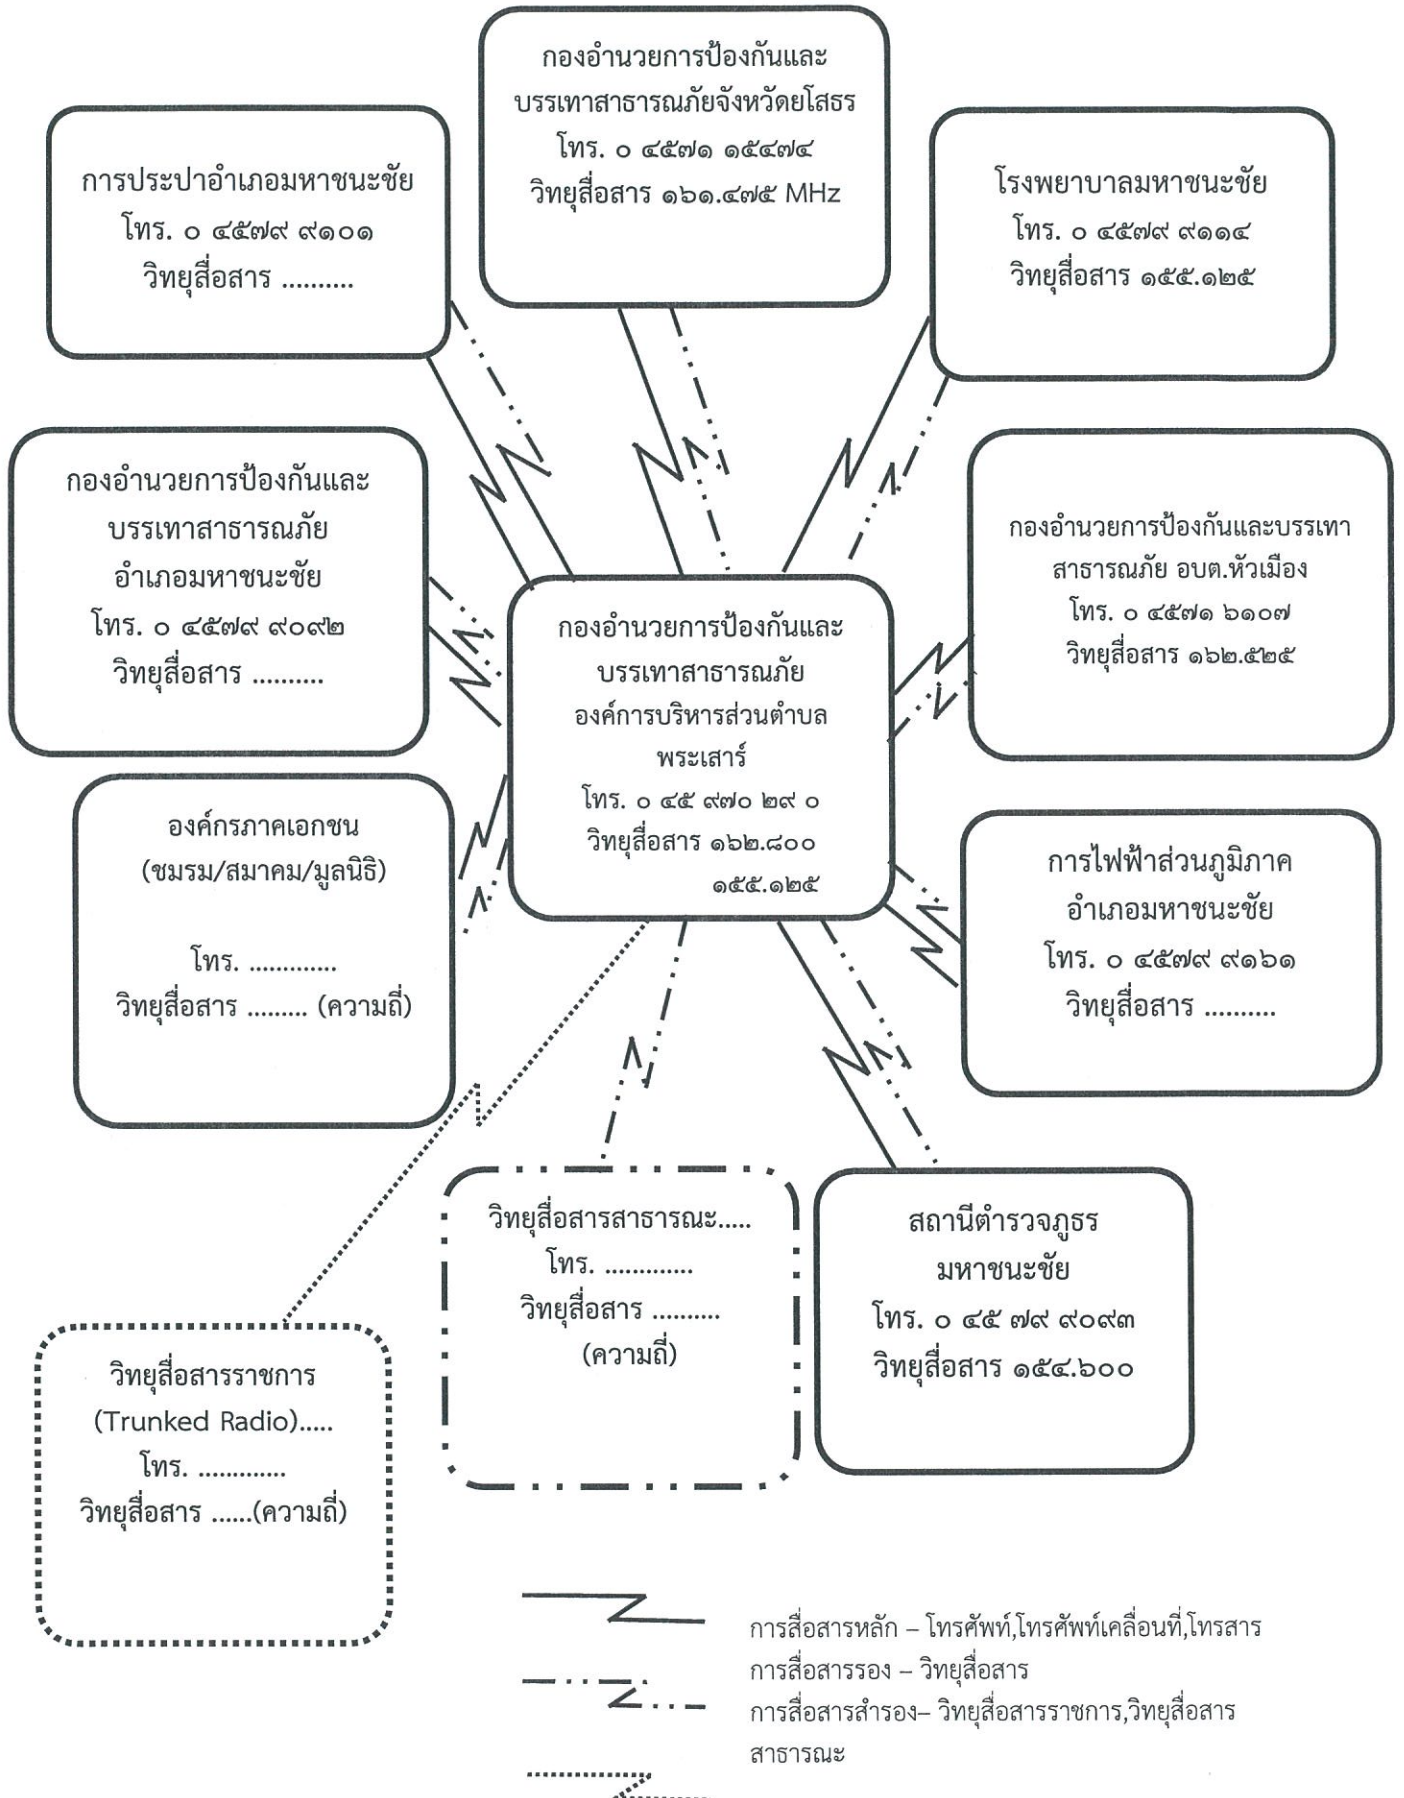 กองอำนวยการป้องกันและ
บรรเทาสาธารณภัยจังหวัดยโสธร
โทร. ๐ ๔๕๗๑ ๑๕๔๗๔
วิทยุสื่อสาร ๑๖๑.๔๗๕ MHz
การประปาอำเภอมหาชนะชัย
โทร. ๐ ๔๕๗๙ ๙๑๐๑
วิทยุสื่อสาร ..........
โรงพยาบาลมหาชนะชัย
โทร. ๐ ๔๕๗๙ ๙๑๑๔
วิทยุสื่อสาร ๑๕๕.๑๒๕
กองอำนวยการป้องกันและ
บรรเทาสาธารณภัย
อำเภอมหาชนะชัย
โทร. ๐ ๔๕๗๙ ๙๐๙๒
วิทยุสื่อสาร ..........
กองอำนวยการป้องกันและบรรเทา
สาธารณภัย อบต.หัวเมือง
โทร. ๐ ๔๕๗๑ ๖๑๐๗
วิทยุสื่อสาร ๑๖๒.๕๒๕
กองอำนวยการป้องกันและ
บรรเทาสาธารณภัย
องค์การบริหารส่วนตำบล
พระเสาร์
โทร. ๐ ๔๕ ๙๗๐ ๒๙ ๐
วิทยุสื่อสาร ๑๖๒.๘๐๐
๑๕๕.๑๒๕
องค์กรภาคเอกชน
(ชมรม/สมาคม/มูลนิธิ)
โทร. .............
วิทยุสื่อสาร ......... (ความถี่)
การไฟฟ้าส่วนภูมิภาค
อำเภอมหาชนะชัย
โทร. ๐ ๔๕๗๙ ๙๑๖๑
วิทยุสื่อสาร ..........
วิทยุสื่อสารสาธารณะ.....
โทร. .............
วิทยุสื่อสาร ..........
(ความถี่)
สถานีตำรวจภูธร
มหาชนะชัย
โทร. ๐ ๔๕ ๗๙ ๙๐๙๓
วิทยุสื่อสาร ๑๕๔.๖๐๐
วิทยุสื่อสารราชการ
(Trunked Radio).....
โทร. .............
วิทยุสื่อสาร ......(ความถี่)
การสื่อสารหลัก – โทรศัพท์,โทรศัพท์เคลื่อนที่,โทรสาร
การสื่อสารรอง – วิทยุสื่อสาร
การสื่อสารสำรอง– วิทยุสื่อสารราชการ,วิทยุสื่อสาร
สาธารณะ